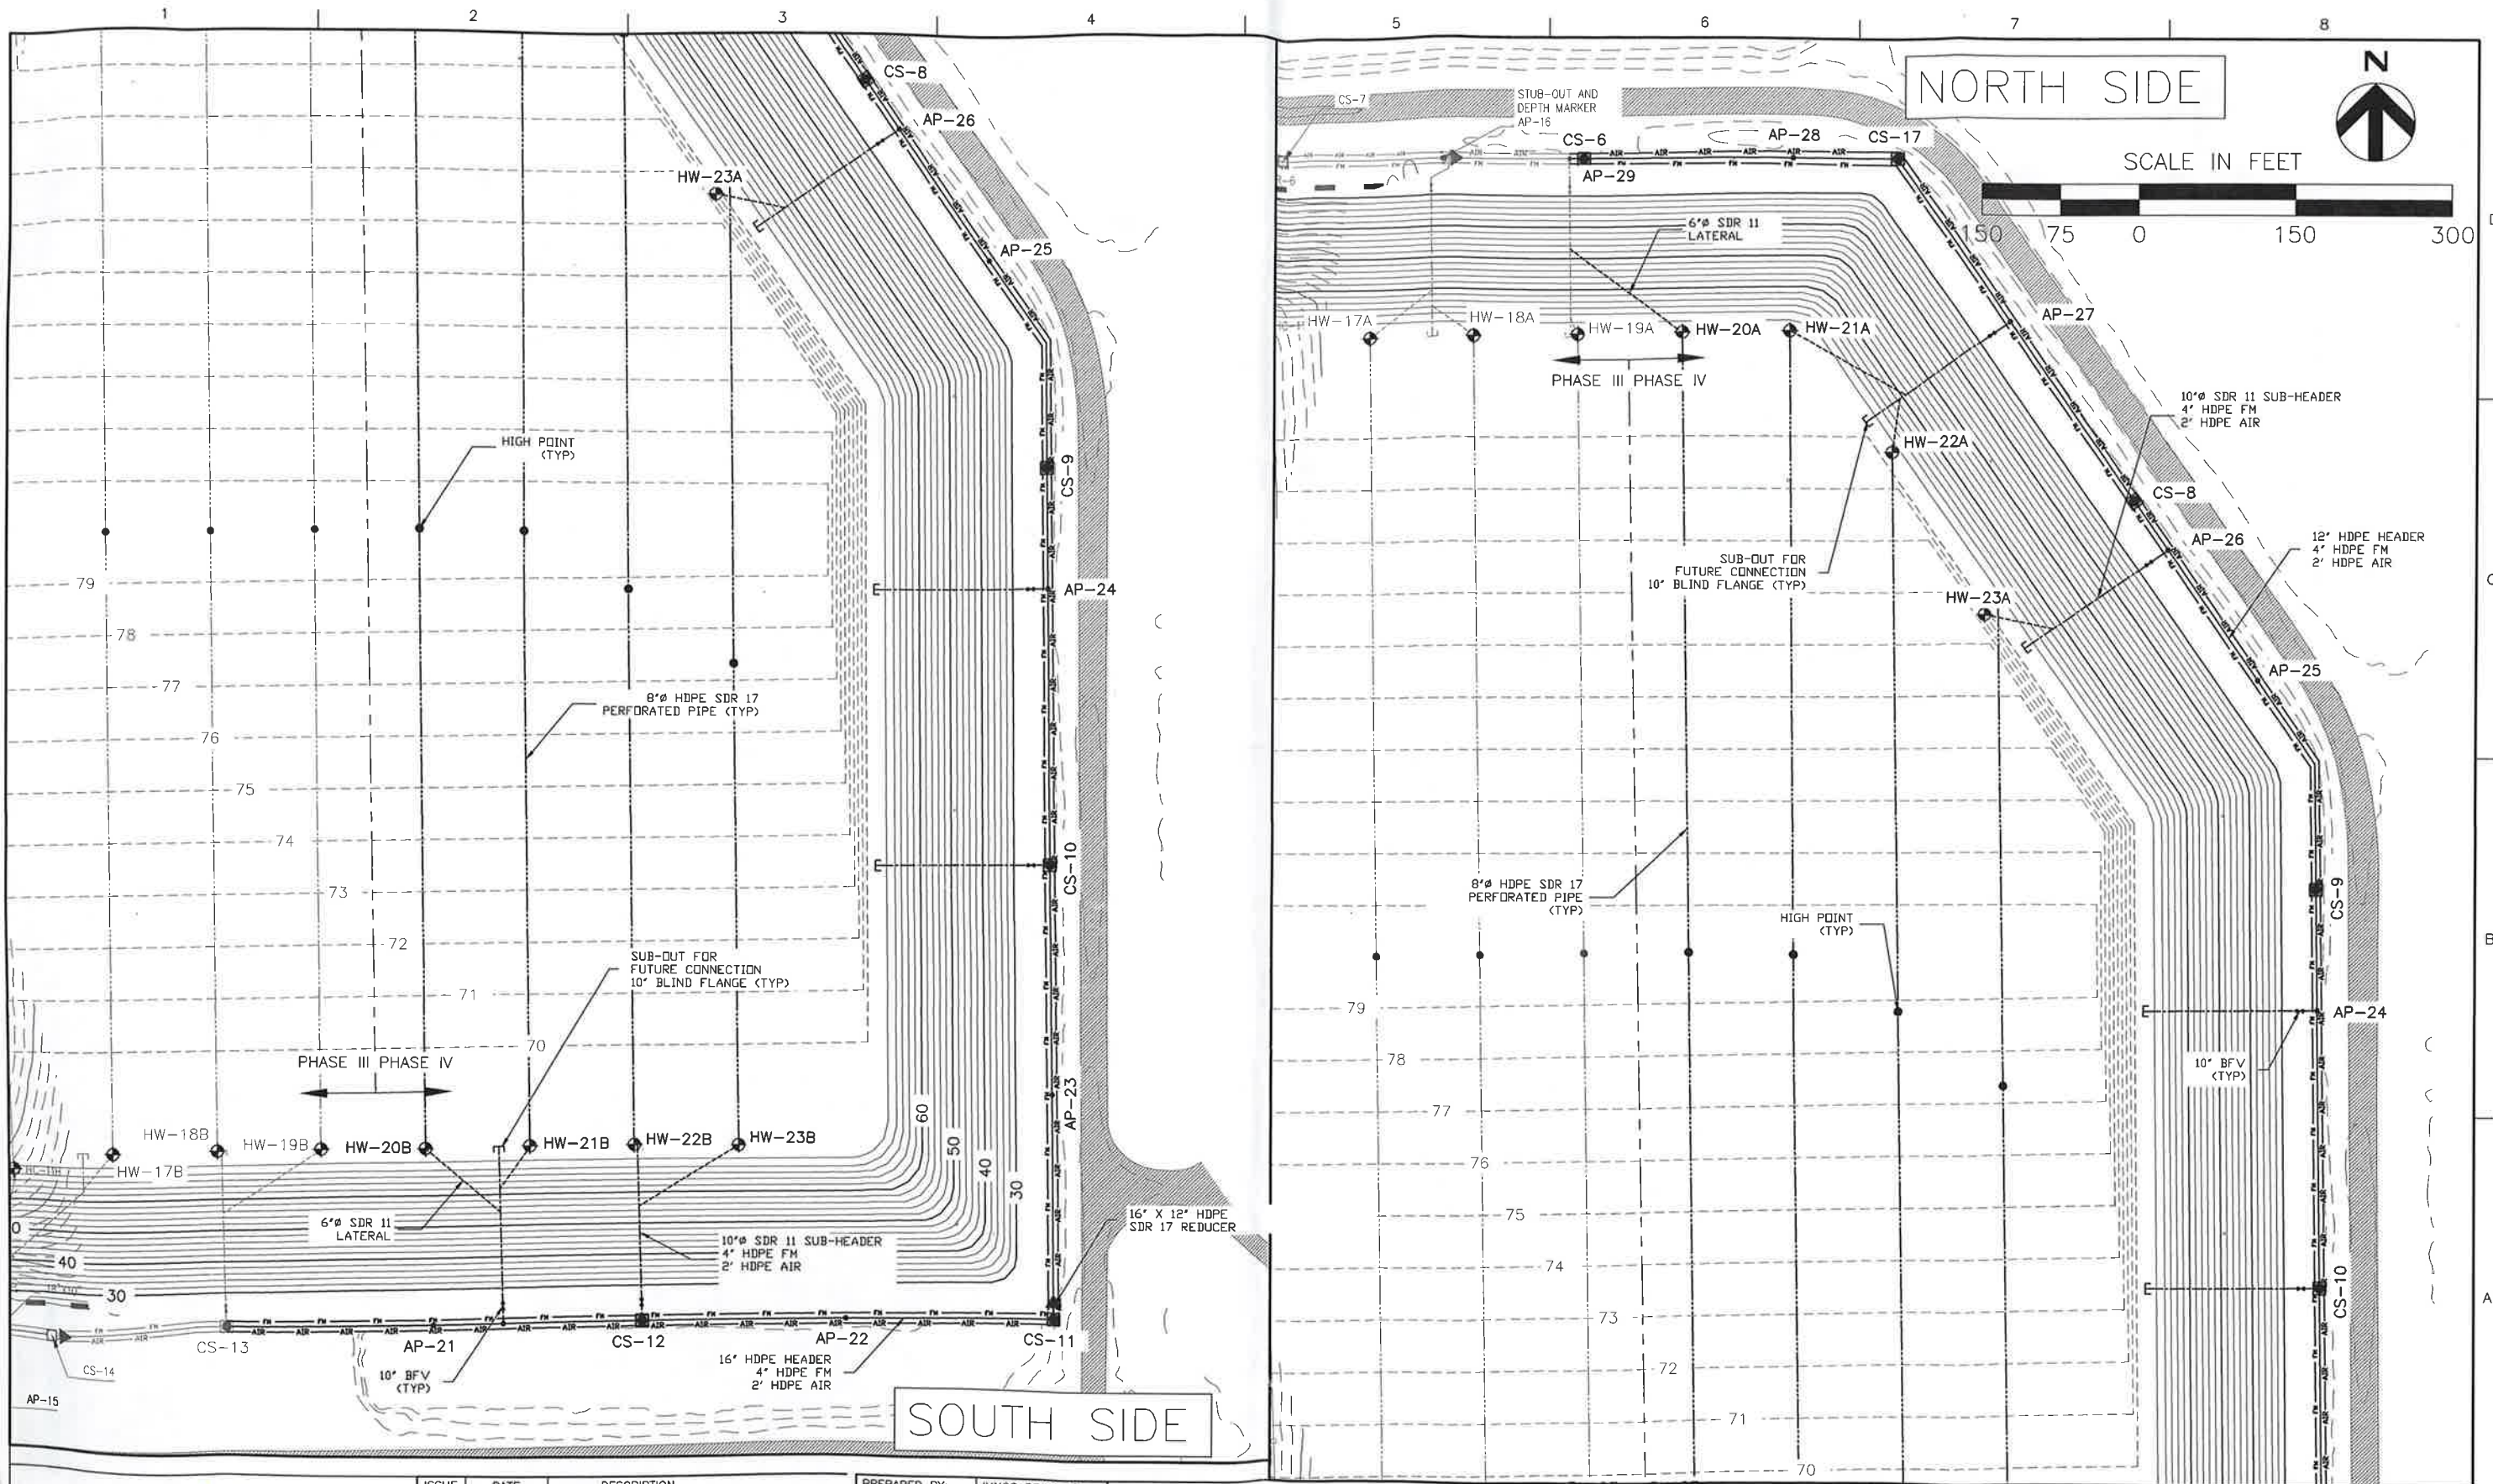 1 2 3 4 5 6 7 8
NORTH SIDE
N
SCALE IN FEET
150 75 0 150 300
CS-8
AP-26
HW-23A
AP-25
HIGH POINT
(TYP)
CS-9
AP-24
79
78
77
76
75
74
73
72
71
70
8"Ø HDPE SDR 17
PERFORATED PIPE (TYP)
CS-10
SUB-OUT FOR
FUTURE CONNECTION
10" BLIND FLANGE (TYP)
PHASE III PHASE IV
AP-23
60
50
40
30
HW-17B
HW-18B
HW-19B
HW-20B
HW-21B
HW-22B
HW-23B
6"Ø SDR 11
LATERAL
10"Ø SDR 11 SUB-HEADER
4" HDPE FM
2" HDPE AIR
16" X 12" HDPE
SDR 17 REDUCER
40
30
CS-14
AP-15
CS-13
AP-21
10" BFV
(TYP)
CS-12
AP-22
16" HDPE HEADER
4" HDPE FM
2" HDPE AIR
CS-11
FM AIR
SOUTH SIDE
CS-7
STUB-OUT AND
DEPTH MARKER
AP-16
CS-6
AP-29
AP-28
CS-17
6"Ø SDR 11
LATERAL
HW-17A
HW-18A
HW-19A
HW-20A
HW-21A
PHASE III PHASE IV
AP-27
HW-22A
10"Ø SDR 11 SUB-HEADER
4" HDPE FM
2" HDPE AIR
CS-8
AP-26
12" HDPE HEADER
4" HDPE FM
2" HDPE AIR
SUB-OUT FOR
FUTURE CONNECTION
10" BLIND FLANGE (TYP)
HW-23A
AP-25
8"Ø HDPE SDR 17
PERFORATED PIPE
(TYP)
HIGH POINT
(TYP)
CS-9
AP-24
10" BFV
(TYP)
79
78
77
76
75
74
73
72
71
70
CS-10
C
B
A
ISSUE DATE DESCRIPTION
PREPARED BY